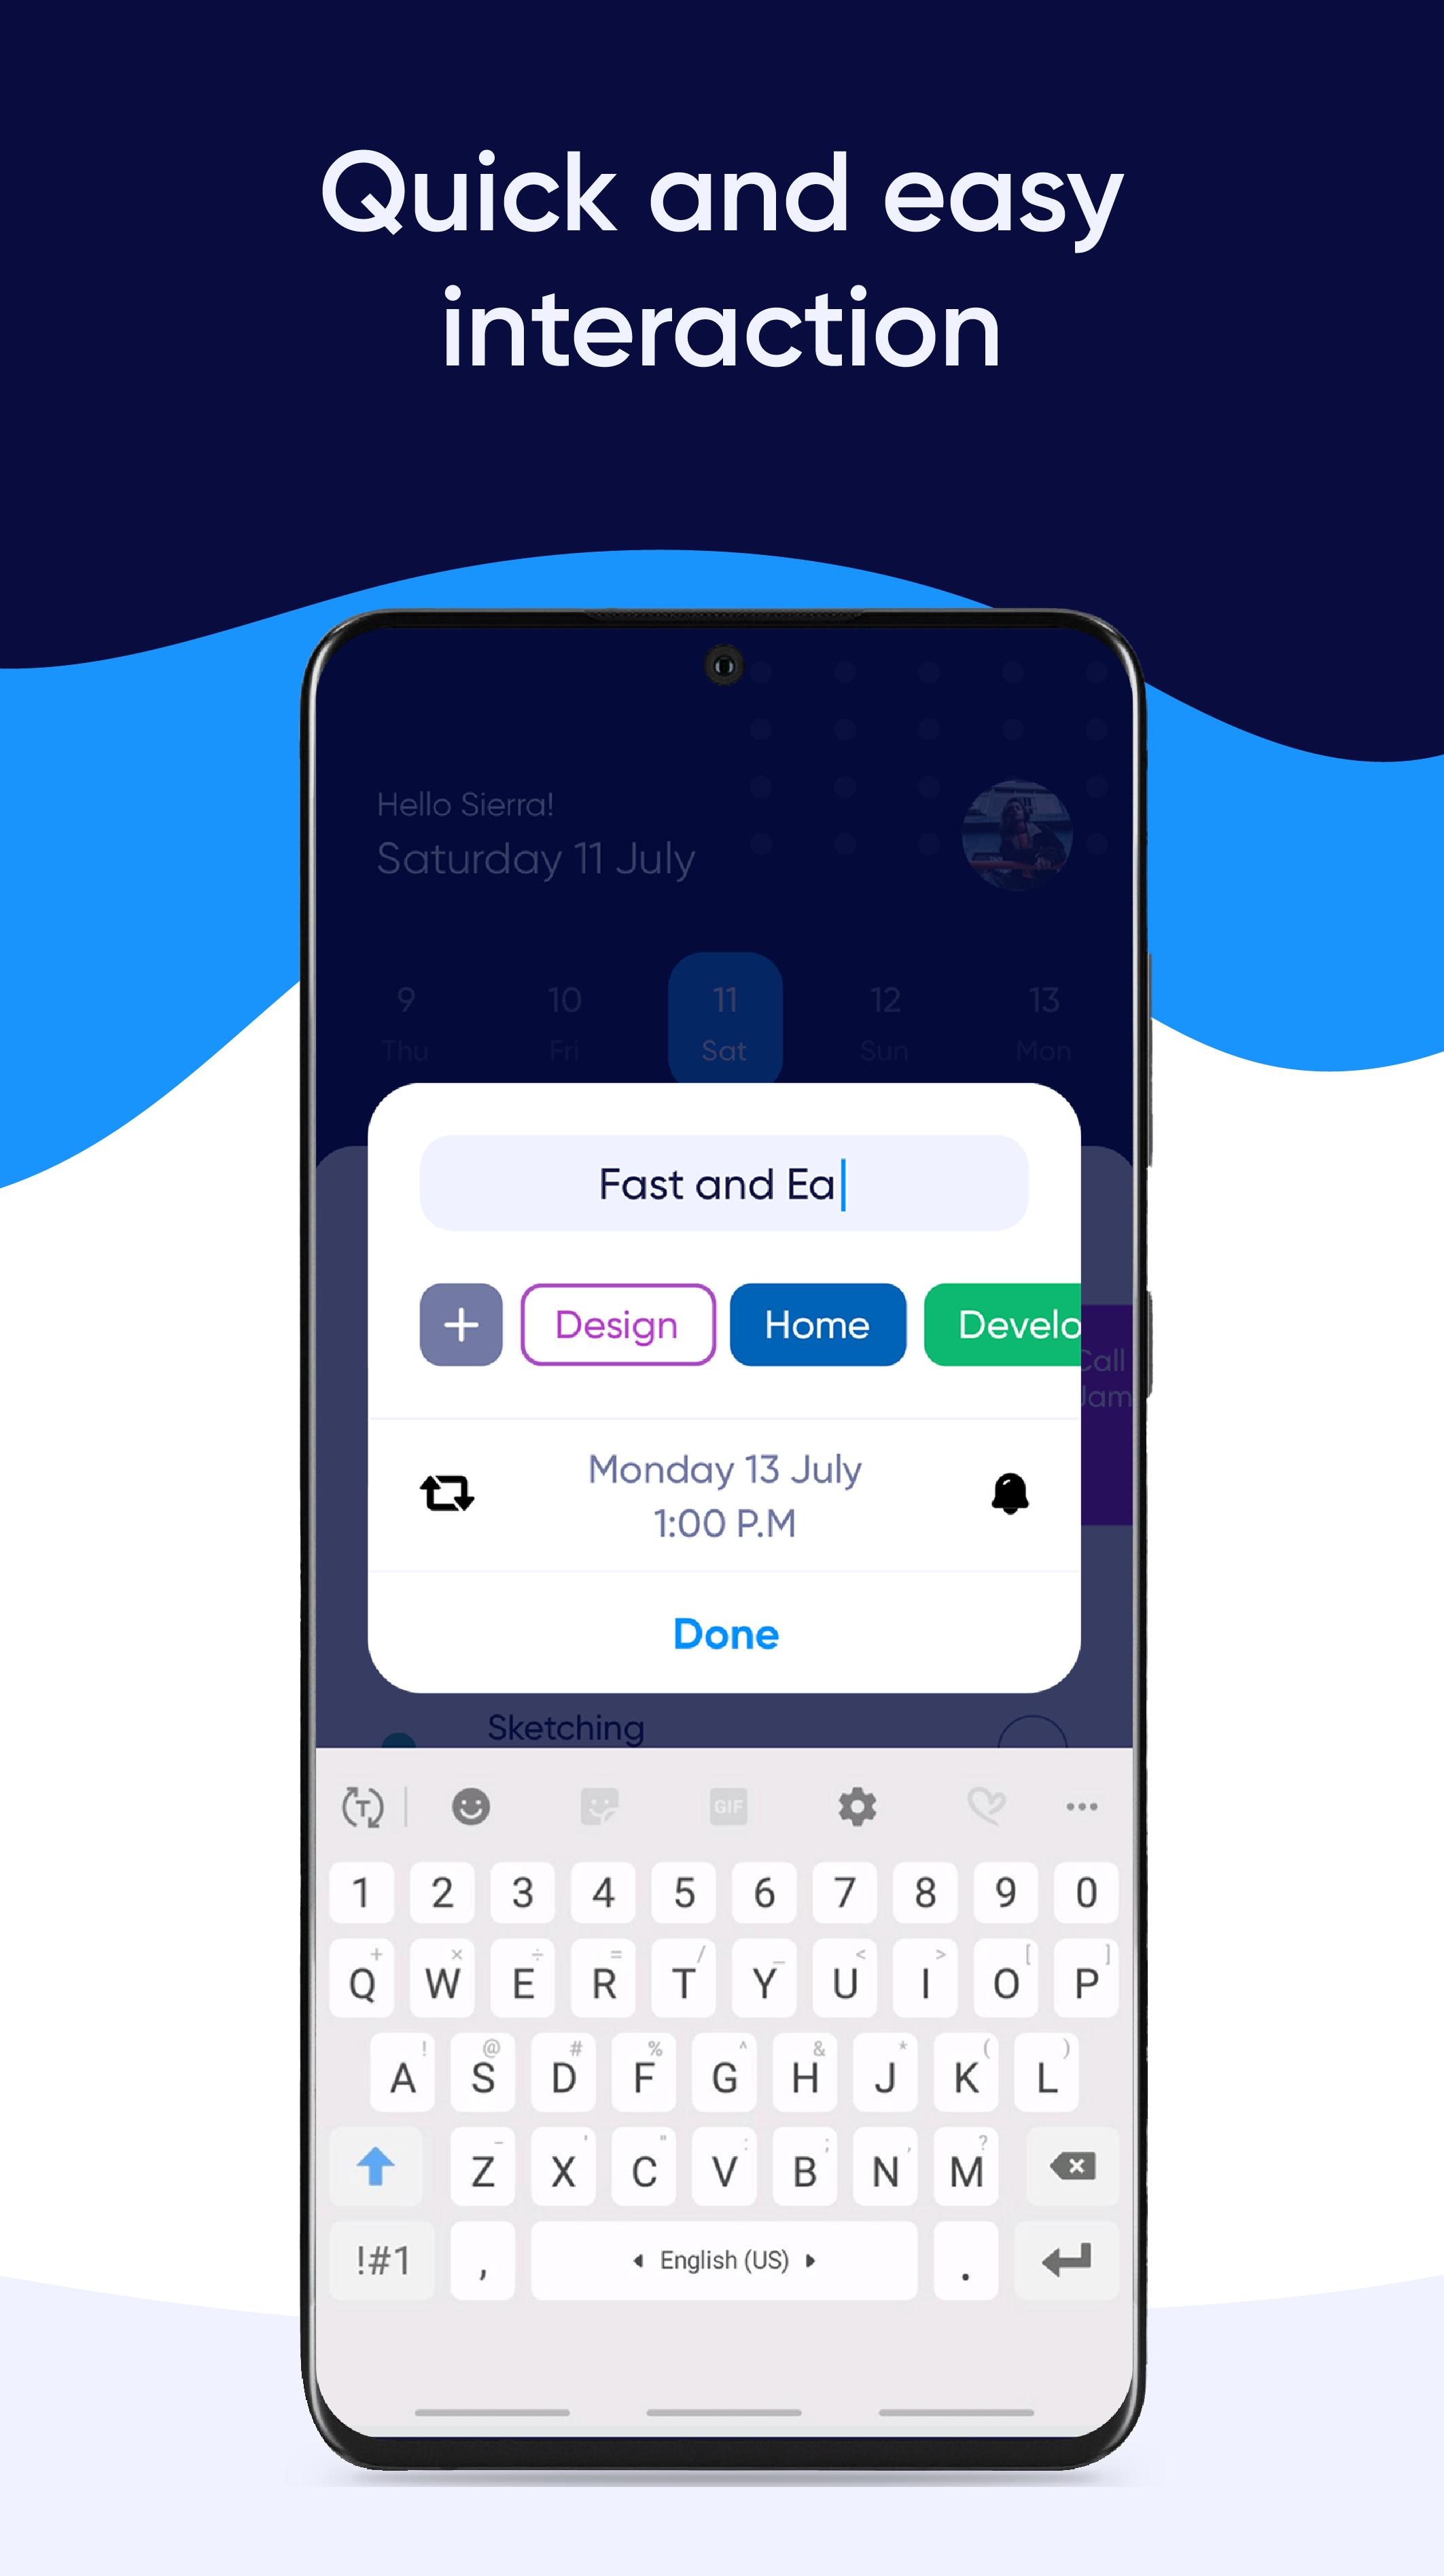 Quick and easy
interaction
Hello Sierra!
Saturday 11 July
9 10 11 12 13
Thu Fri Sat Sun Mon
Fast and Ea
+ Design Home Develo
Call
Jam
Monday 13 July
1:00 P.M
Done
Sketching
T GIF
1 2 3 4 5 6 7 8 9 0
+ × ÷ = / _ < > [ ]
Q W E R T Y U I O P
! @ # % ^ & * ( )
A S D F G H J K L
- ' " : ; , ?
Z X C V B N M
!#1 , English (US) .